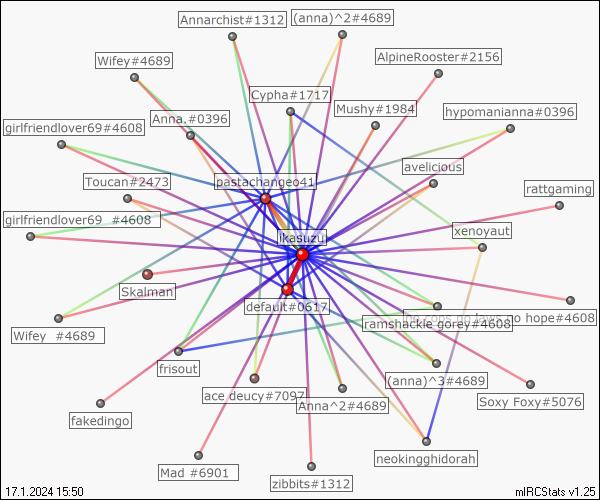 Annarchist#1312
(anna)^2#4689
AlpineRooster#2156
Wifey#4689
Cypha#1717
Mushy#1984
hypomanianna#0396
Anna.#0396
girlfriendlover69#4608
avelicious
Toucan#2473
pastachangeo41
rattgaming
girlfriendlover69 #4608
ikasuzu
xenoyaut
Skalman
default#0617
no hope#4608
ramshackle gorey#4608
Wifey #4689
frisout
(anna)^3#4689
ace deucy#7097
Anna^2#4689
Soxy Foxy#5076
fakedingo
neokingghidorah
Mad #6901
zibbits#1312
17.1.2024 15:50
mIRCStats v1.25